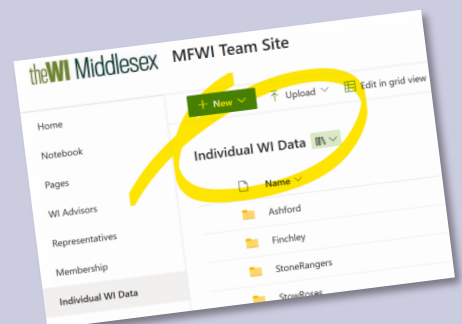 theWI Middlesex MFWI Team Site
Home
Notebook
Pages
WI Advisors
Representatives
Membership
Individual WI Data
+ New Upload Edit in grid view
Individual WI Data
Name
Ashford
Finchley
StoneRangers
StowRoses